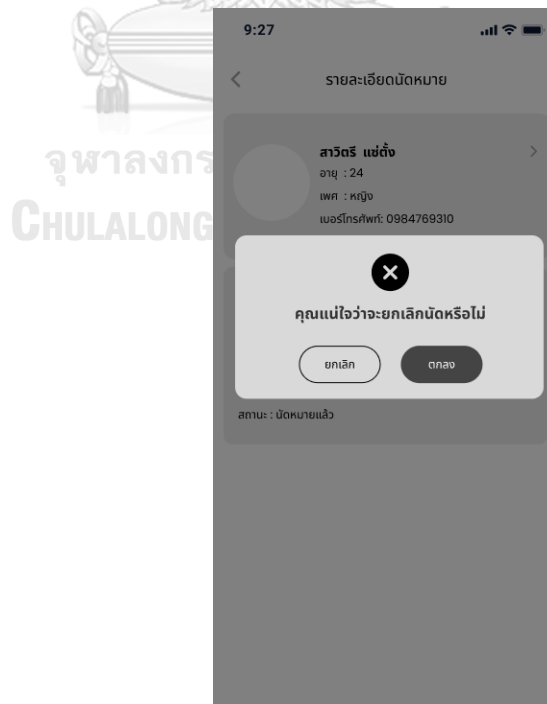 9:27
รายละเอียดนัดหมาย
สาวิตรี แซ่ตั้ง
อายุ : 24
เพศ : หญิง
เบอร์โทรศัพท์: 0984769310
จุฬาลงกร
CHULALONG
คุณแน่ใจว่าจะยกเลิกนัดหรือไม่
ยกเลิก
ตกลง
สถานะ : นัดหมายแล้ว